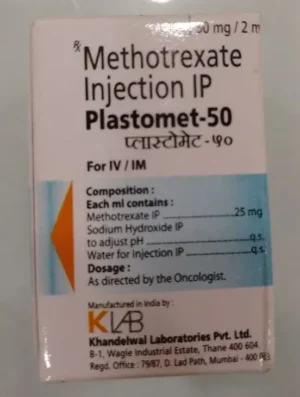 50 mg / 2 m
Rx Methotrexate
Injection IP
Plastomet-50
प्लास्टोमेट - ५०
For IV / IM
Composition :
Each ml contains :
Methotrexate IP 25 mg
Sodium Hydroxide IP
to adjust pH q.s.
Water for Injection IP q.s.
Dosage :
As directed by the Oncologist.
Manufactured in India by :
KLAB
Khandelwal Laboratories Pvt. Ltd.
B-1, Wagle Industrial Estate, Thane 400 604.
Regd. Office : 79/87, D. Lad Path, Mumbai - 400 033